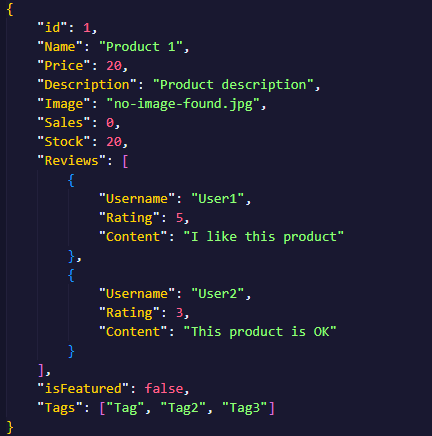 {
    "id": 1,
    "Name": "Product 1",
    "Price": 20,
    "Description": "Product description",
    "Image": "no-image-found.jpg",
    "Sales": 0,
    "Stock": 20,
    "Reviews": [
        {
            "Username": "User1",
            "Rating": 5,
            "Content": "I like this product"
        },
        {
            "Username": "User2",
            "Rating": 3,
            "Content": "This product is OK"
        }
    ],
    "isFeatured": false,
    "Tags": ["Tag", "Tag2", "Tag3"]
}